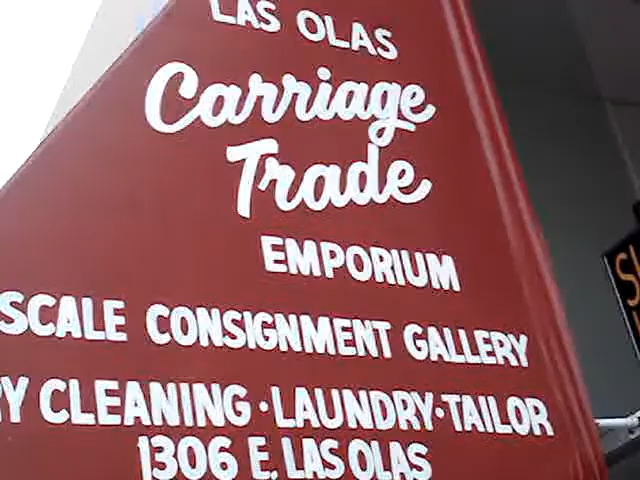 LAS OLAS
Carriage
Trade
EMPORIUM
SCALE CONSIGNMENT GALLERY
Y CLEANING · LAUNDRY · TAILOR
1306 E. LAS OLAS